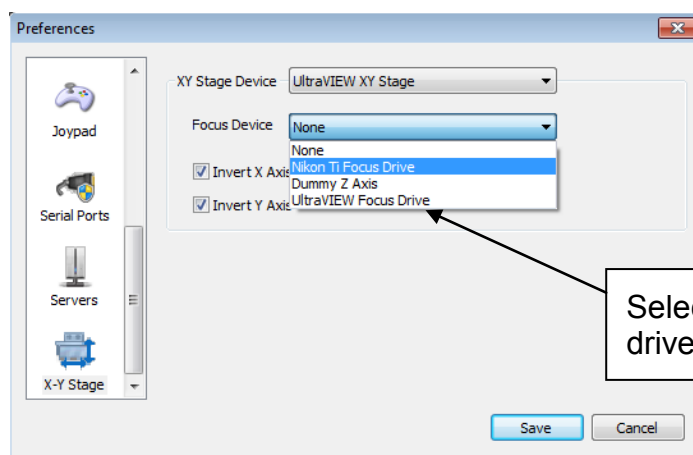 Preferences
Joypad
Serial Ports
Servers
X-Y Stage
XY Stage Device UltraVIEW XY Stage
Focus Device None
None
Nikon Ti Focus Drive
Dummy Z Axis
UltraVIEW Focus Drive
Invert X Axis
Invert Y Axis
drive
Save Cancel